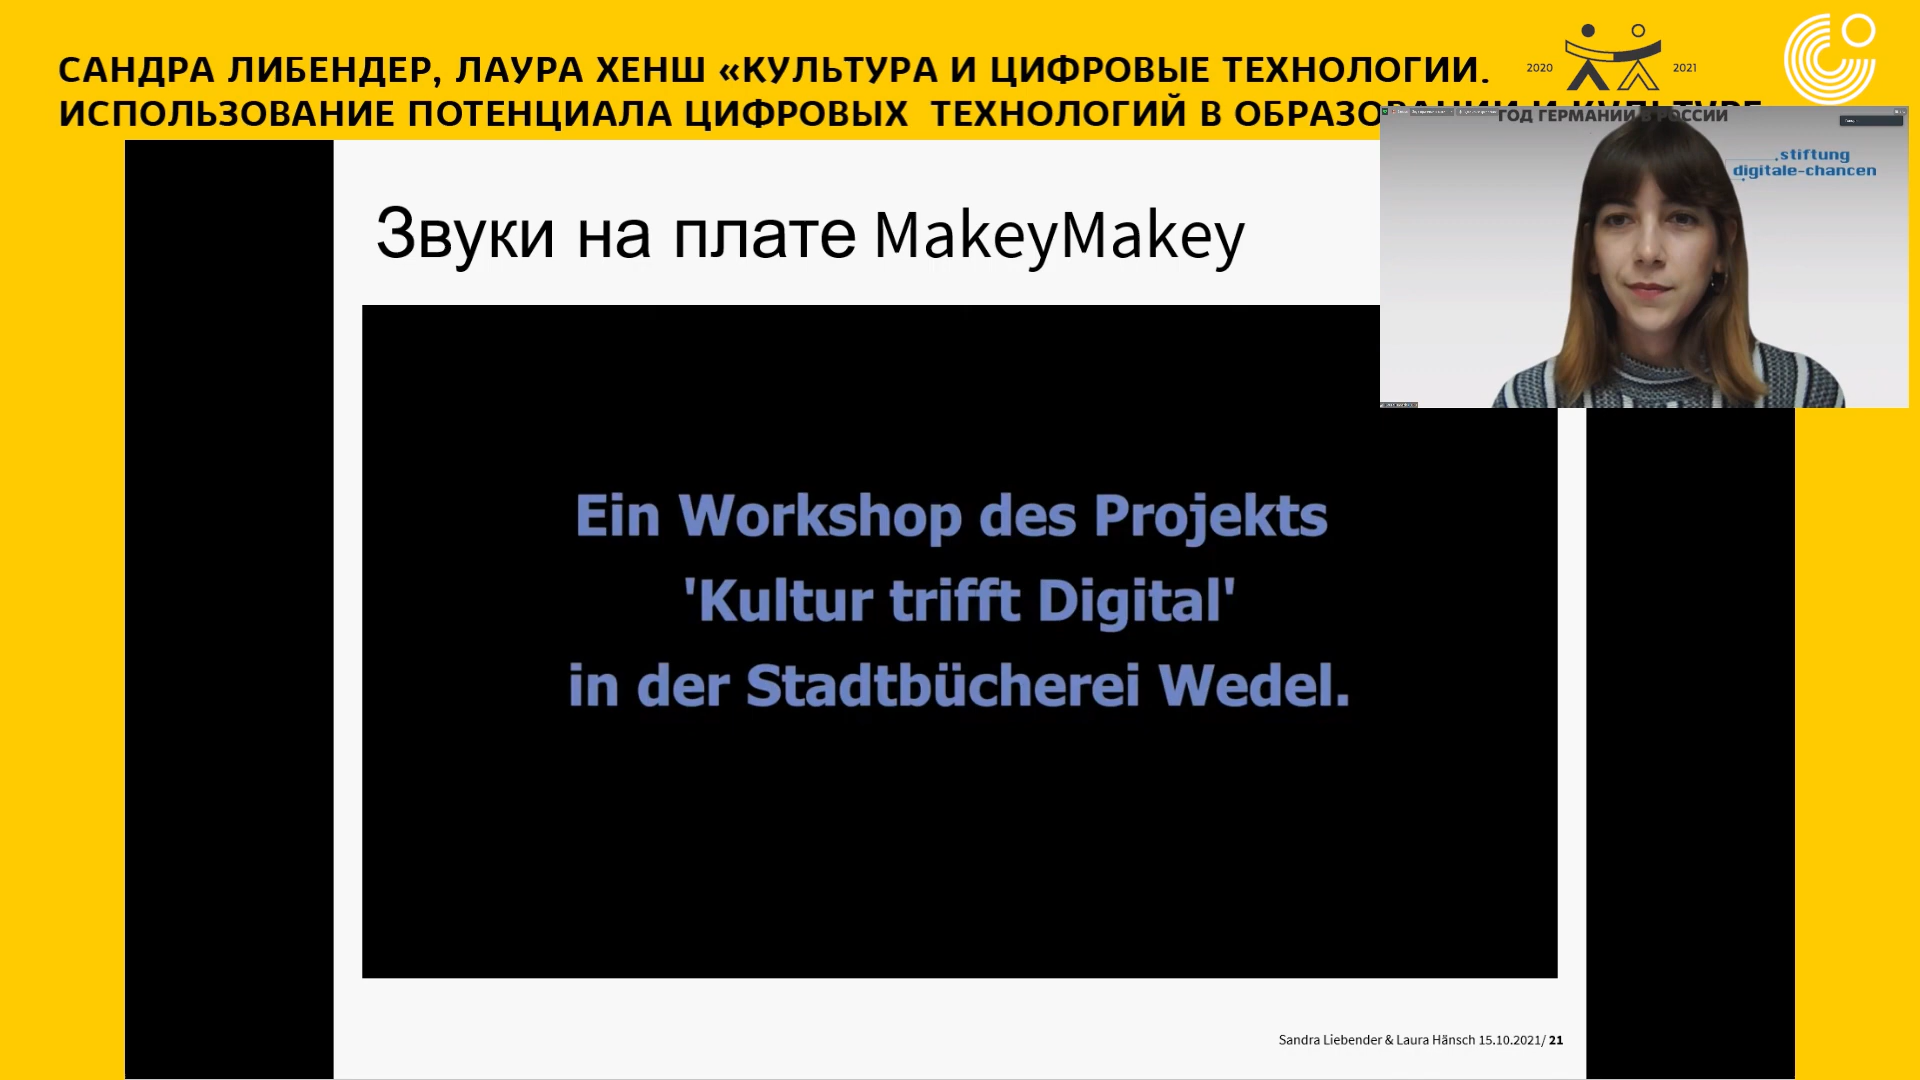 САНДРА ЛИБЕНДЕР, ЛАУРА ХЕНШ «КУЛЬТУРА И ЦИФРОВЫЕ ТЕХНОЛОГИИ.
ИСПОЛЬЗОВАНИЕ ПОТЕНЦИАЛА ЦИФРОВЫХ ТЕХНОЛОГИЙ В ОБРАЗОВАНИИ И КУЛЬТУРЕ
2020 2021
ГОД ГЕРМАНИИ В РОССИИ
stiftung
digitale-chancen
Звуки на плате MakeyMakey
Ein Workshop des Projekts
'Kultur trifft Digital'
in der Stadtbücherei Wedel.
Sandra Liebender & Laura Hänsch 15.10.2021/ 21